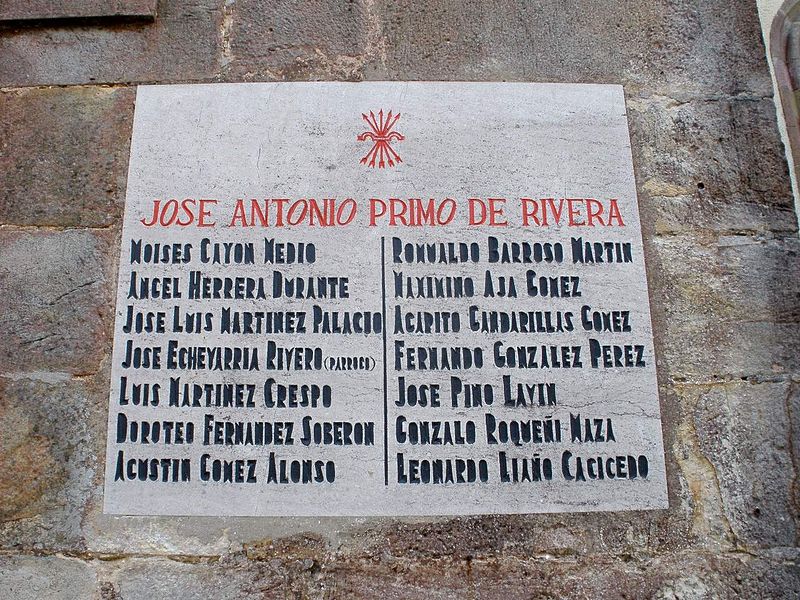 JOSE ANTONIO PRIMO DE RIVERA
MOISES CAYON MEDIO
ANGEL HERRERA DURANTE
JOSE LUIS MARTINEZ PALACIO
JOSE ECHEVARRIA RIVERO (PARROCO)
LUIS MARTINEZ CRESPO
DOROTEO FERNANDEZ SOBERON
AGUSTIN GOMEZ ALONSO
ROMUALDO BARROSO MARTIN
MAXIMINO AJA GOMEZ
AGAPITO GANDARILLAS GOMEZ
FERNANDO GONZALEZ PEREZ
JOSE PINO LAVIN
GONZALO ROQUEÑI MAZA
LEONARDO LIAÑO CACICEDO